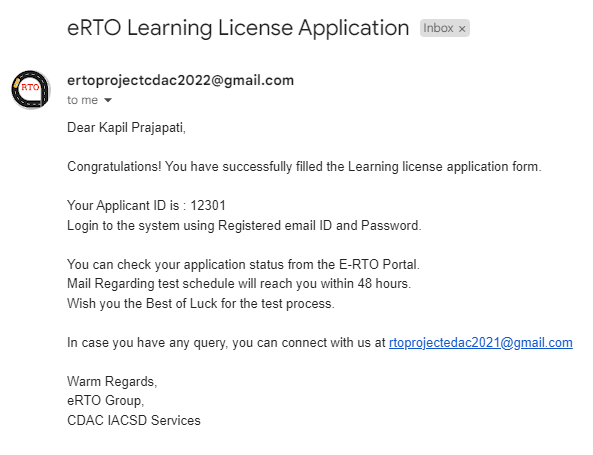 eRTO Learning License Application Inbox ×
RTO
ertoprojectcdac2022@gmail.com
to me
Dear Kapil Prajapati,
Congratulations! You have successfully filled the Learning license application form.
Your Applicant ID is : 12301
Login to the system using Registered email ID and Password.
You can check your application status from the E-RTO Portal.
Mail Regarding test schedule will reach you within 48 hours.
Wish you the Best of Luck for the test process.
In case you have any query, you can connect with us at rtoprojectedac2021@gmail.com
Warm Regards,
eRTO Group,
CDAC IACSD Services